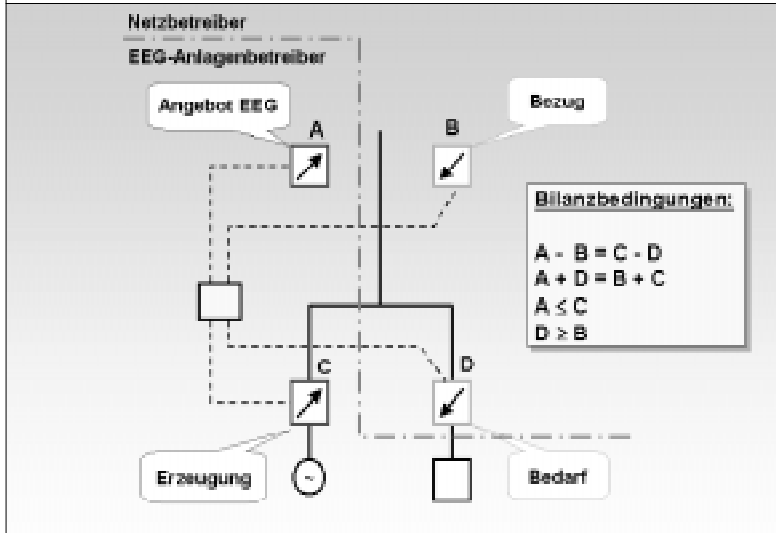 Netzbetreiber
EEG-Anlagenbetreiber
Angebot EEG
Bezug
A
B
Bilanzbedingungen:
A - B = C - D
A + D = B + C
A ≤ C
D ≥ B
C
D
Erzeugung
~
Bedarf